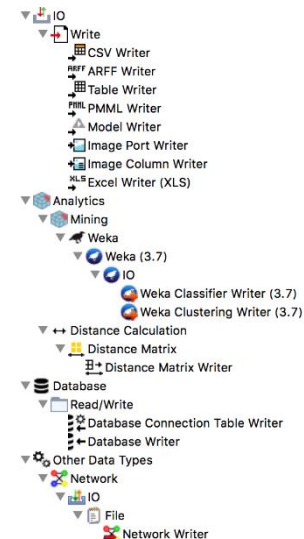 IO
Write
CSV Writer
ARFF ARFF Writer
Table Writer
PMML PMML Writer
Model Writer
Image Port Writer
Image Column Writer
XLS Excel Writer (XLS)
Analytics
Mining
Weka
Weka (3.7)
IO
Weka Classifier Writer (3.7)
Weka Clustering Writer (3.7)
Distance Calculation
Distance Matrix
Distance Matrix Writer
Database
Read/Write
Database Connection Table Writer
Database Writer
Other Data Types
Network
IO
File
Network Writer